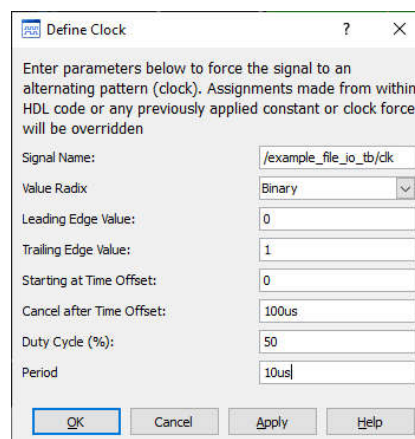 Define Clock ? ×
Enter parameters below to force the signal to an
alternating pattern (clock). Assignments made from within
HDL code or any previously applied constant or clock force
will be overridden
Signal Name: /example_file_io_tb/clk
Value Radix Binary
Leading Edge Value: 0
Trailing Edge Value: 1
Starting at Time Offset: 0
Cancel after Time Offset: 100us
Duty Cycle (%): 50
Period 10us
OK Cancel Apply Help